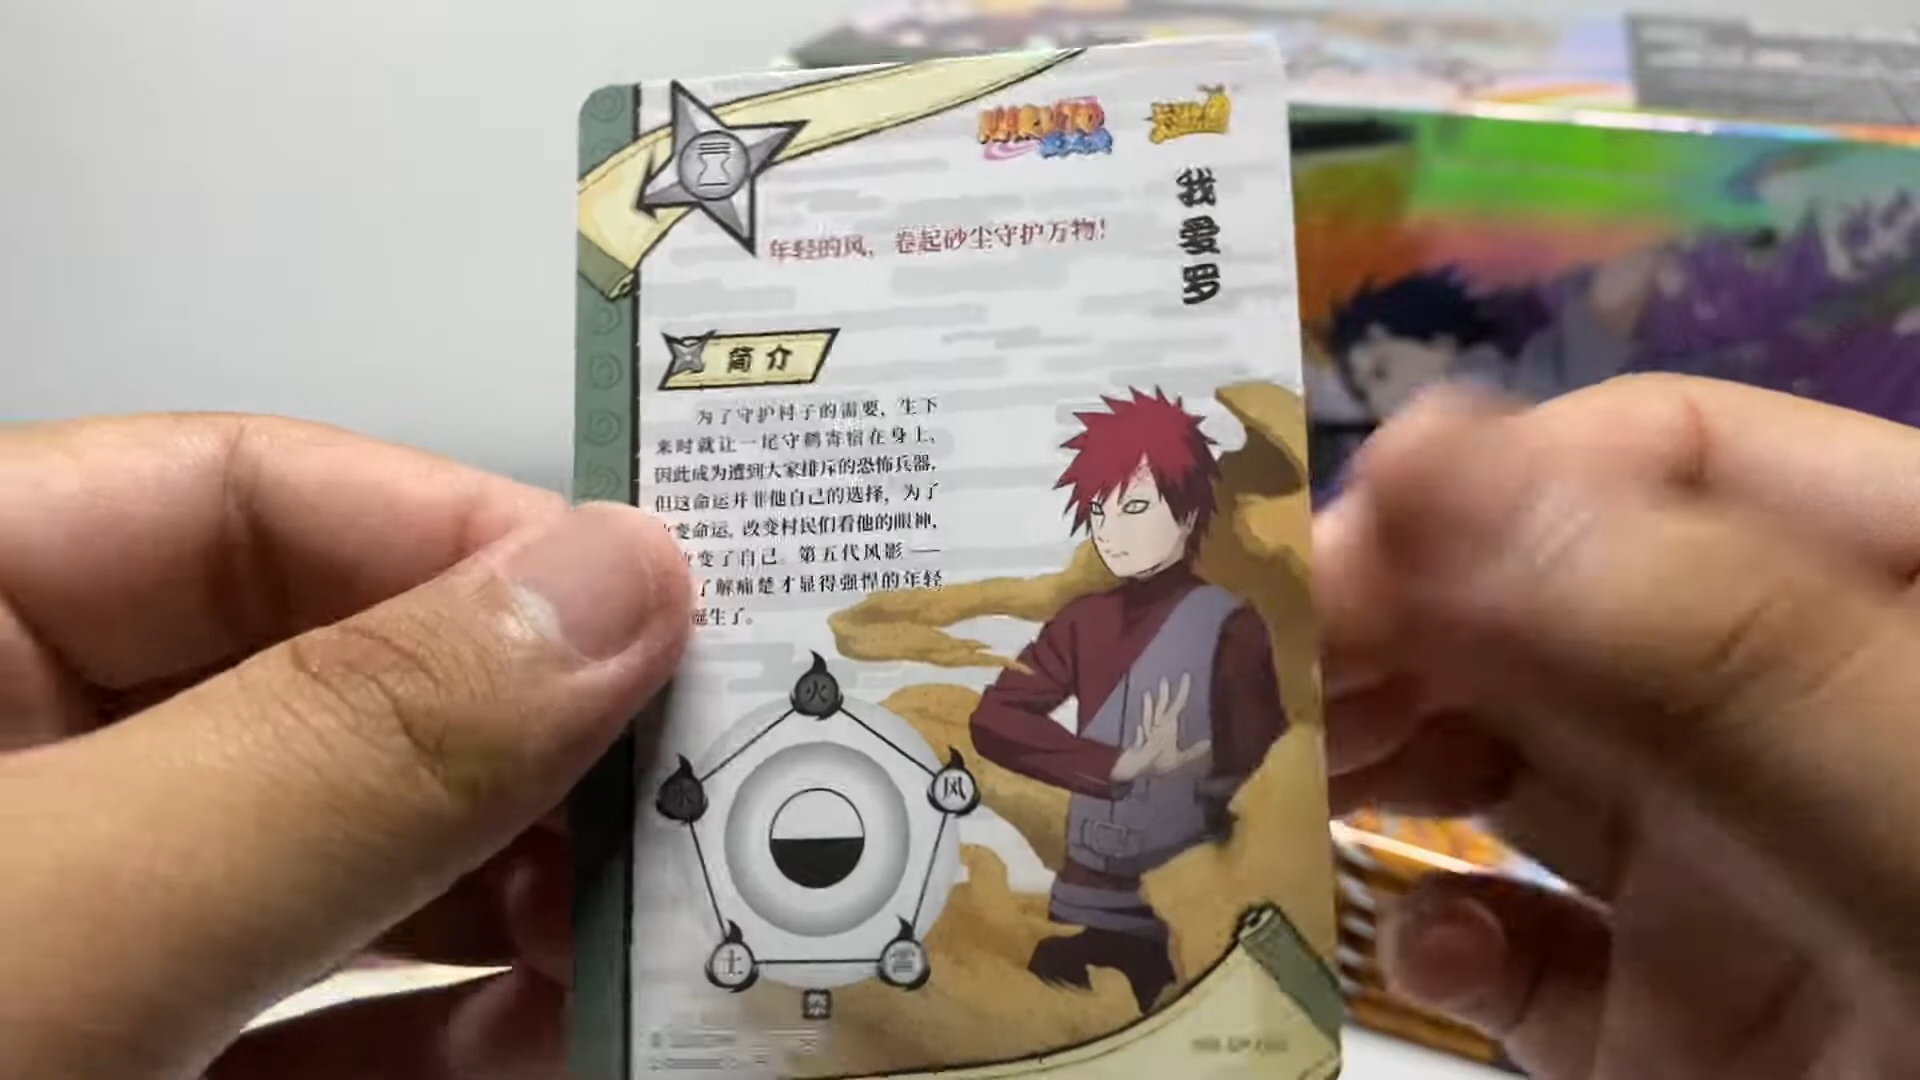 NARUTO
我爱罗
年轻的风，卷起砂尘守护万物！
简介
为了守护村子的需要，生下
来时就让一尾守鹤寄宿在身上，
因此成为遭到大家排斥的恐怖兵器，
但这命运并非他自己的选择，为了
变命运，改变村民们看他的眼神，
变了自己。第五代风影——
了解痛楚才显得强悍的年轻
诞生了。
火
水
风
土
雷
祭